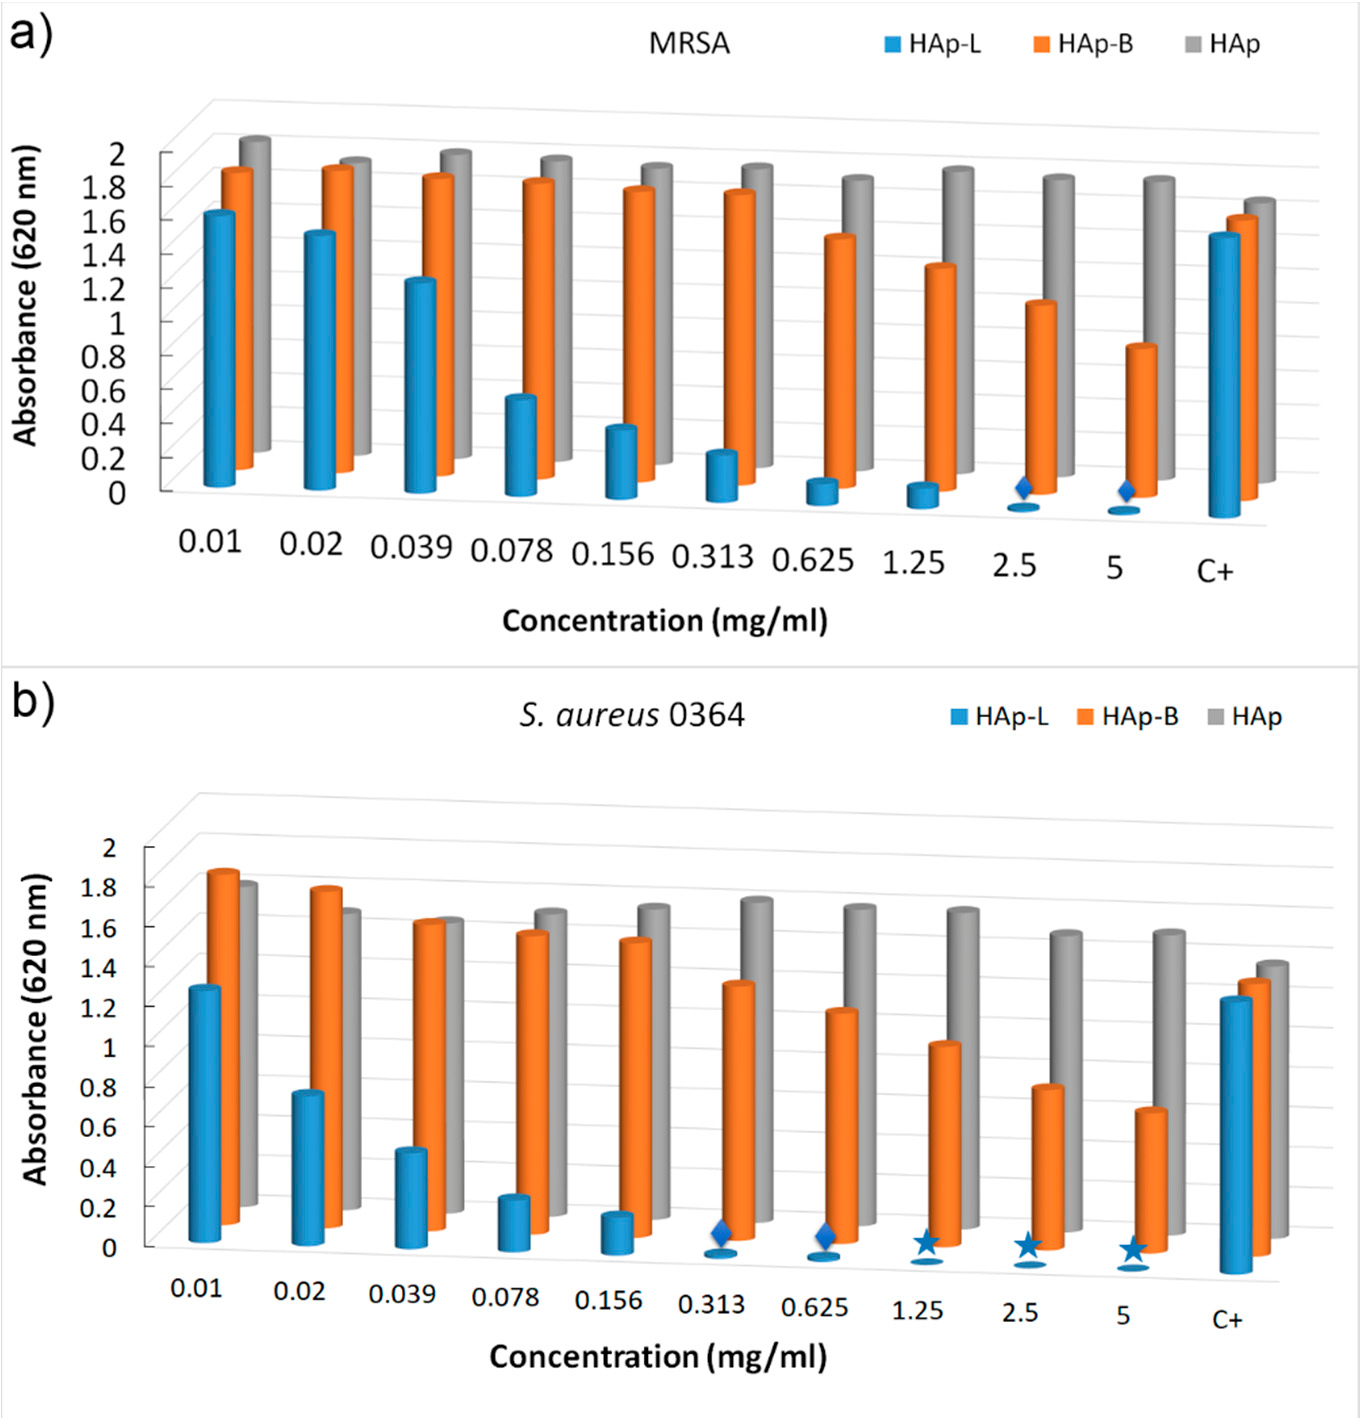 a)
MRSA
HAp-L HAp-B HAp
Absorbance (620 nm)
2
1.8
1.6
1.4
1.2
1
0.8
0.6
0.4
0.2
0
0.01 0.02 0.039 0.078 0.156 0.313 0.625 1.25 2.5 5 C+
Concentration (mg/ml)
b)
S. aureus 0364
HAp-L HAp-B HAp
Absorbance (620 nm)
2
1.8
1.6
1.4
1.2
1
0.8
0.6
0.4
0.2
0
0.01 0.02 0.039 0.078 0.156 0.313 0.625 1.25 2.5 5 C+
Concentration (mg/ml)